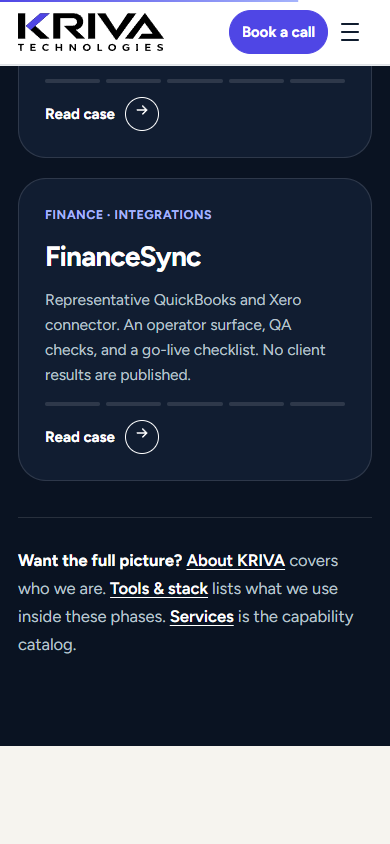 KRIVA
TECHNOLOGIES
Book a call
Read case
FINANCE · INTEGRATIONS
FinanceSync
Representative QuickBooks and Xero
connector. An operator surface, QA
checks, and a go-live checklist. No client
results are published.
Read case
Want the full picture? About KRIVA covers
who we are. Tools & stack lists what we use
inside these phases. Services is the capability
catalog.